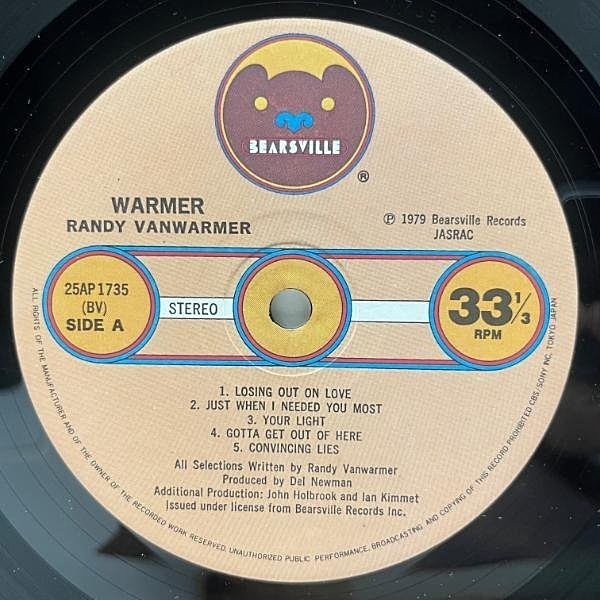 BEARSVILLE
®
WARMER
RANDY VANWARMER
℗ 1979 Bearsville Records
JASRAC
25AP 1735
(BV)
SIDE A
STEREO
33 1/3
RPM
1. LOSING OUT ON LOVE
2. JUST WHEN I NEEDED YOU MOST
3. YOUR LIGHT
4. GOTTA GET OUT OF HERE
5. CONVINCING LIES
All Selections Written by Randy Vanwarmer
Produced by Del Newman
Additional Production: John Holbrook and Ian Kimmet
Issued under license from Bearsville Records Inc.
ALL RIGHTS OF THE MANUFACTURER AND OF THE OWNER OF THE RECORDED WORK RESERVED. UNAUTHORIZED PUBLIC PERFORMANCE, BROADCASTING AND COPYING OF THIS RECORD PROHIBITED CBS/SONY INC. TOKYO JAPAN